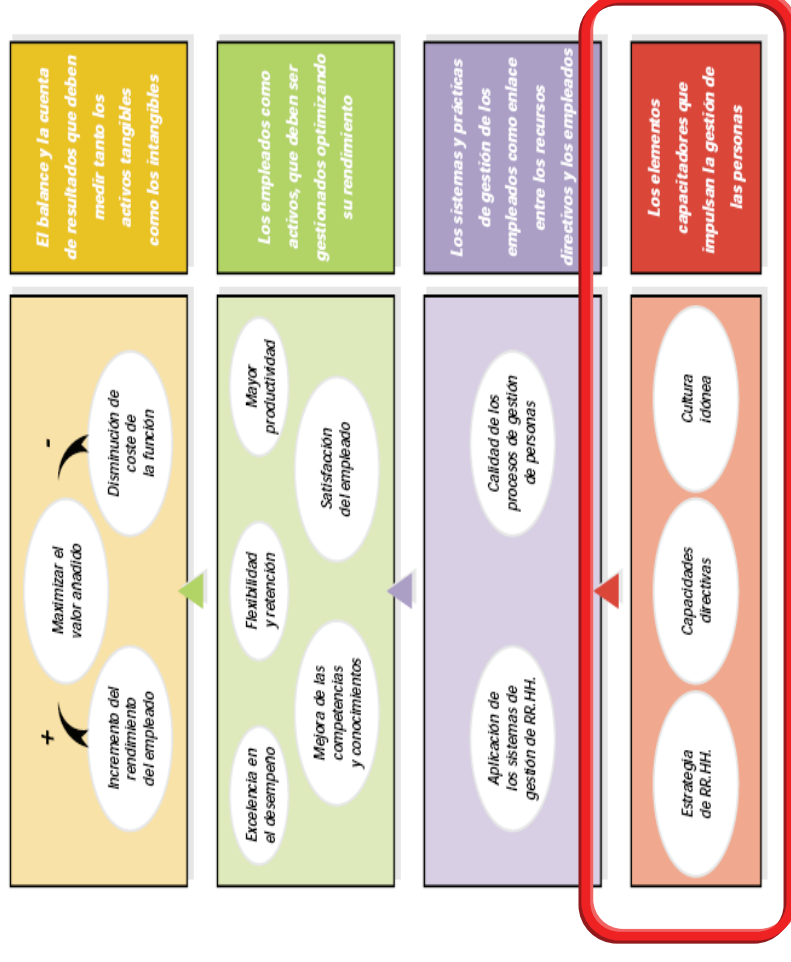 +
-
Maximizar el
valor añadido
Incremento del
rendimiento
del empleado
Disminución de
coste de
la función
El balance y la cuenta
de resultados que deben
medir tanto los
activos tangibles
como los intangibles
Excelencia en
el desempeño
Flexibilidad
y retención
Mayor
productividad
Mejora de las
competencias
y conocimientos
Satisfacción
del empleado
Los empleados como
activos, que deben ser
gestionados optimizando
su rendimiento
Aplicación de
los sistemas de
gestión de RR.HH.
Calidad de los
procesos de gestión
de personas
Los sistemas y prácticas
de gestión de los
empleados como enlace
entre los recursos
directivos y los empleados
Estrategia
de RR.HH.
Capacidades
directivas
Cultura
idónea
Los elementos
capacitadores que
impulsan la gestión de
las personas